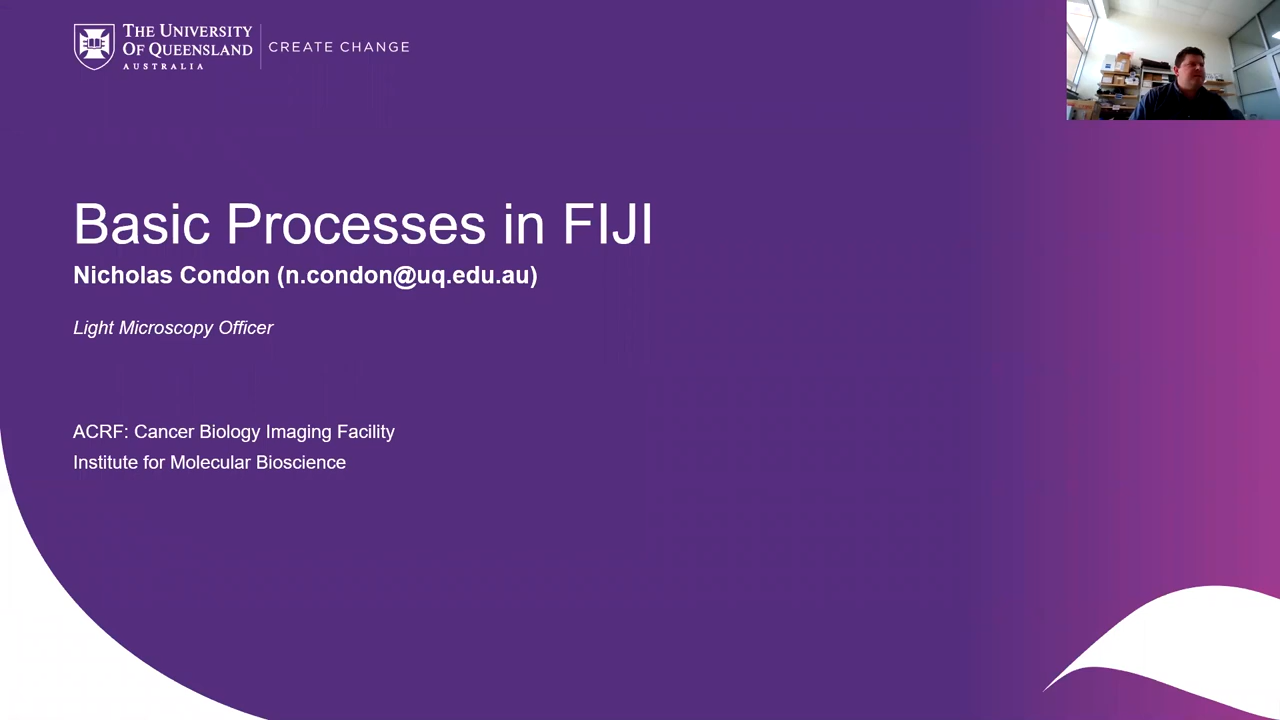 THE UNIVERSITY
OF QUEENSLAND
AUSTRALIA
CREATE CHANGE
Basic Processes in FIJI
Nicholas Condon (n.condon@uq.edu.au)
Light Microscopy Officer
ACRF: Cancer Biology Imaging Facility
Institute for Molecular Bioscience